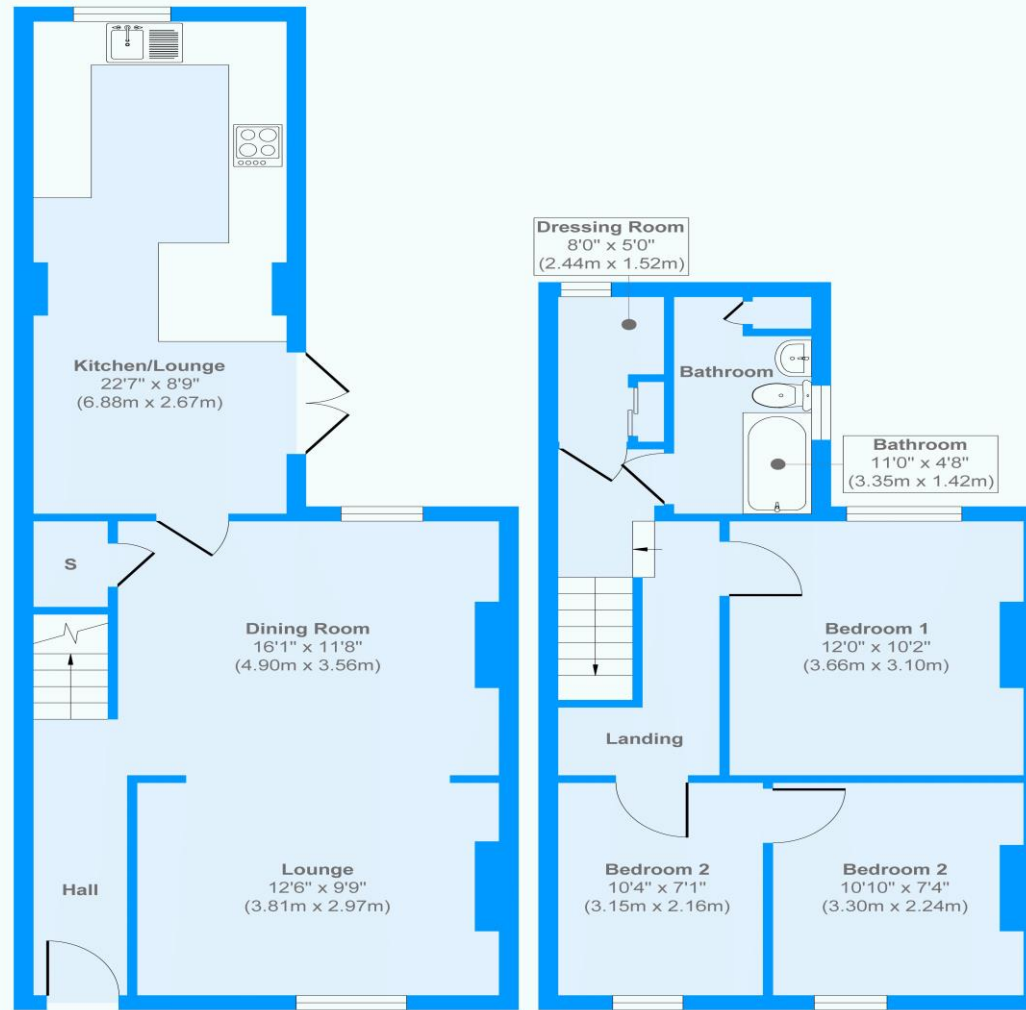 Kitchen/Lounge
22'7" x 8'9"
(6.88m x 2.67m)
S
Dining Room
16'1" x 11'8"
(4.90m x 3.56m)
Hall
Lounge
12'6" x 9'9"
(3.81m x 2.97m)
Dressing Room
8'0" x 5'0"
(2.44m x 1.52m)
Bathroom
Bathroom
11'0" x 4'8"
(3.35m x 1.42m)
Bedroom 1
12'0" x 10'2"
(3.66m x 3.10m)
Landing
Bedroom 2
10'4" x 7'1"
(3.15m x 2.16m)
Bedroom 2
10'10" x 7'4"
(3.30m x 2.24m)